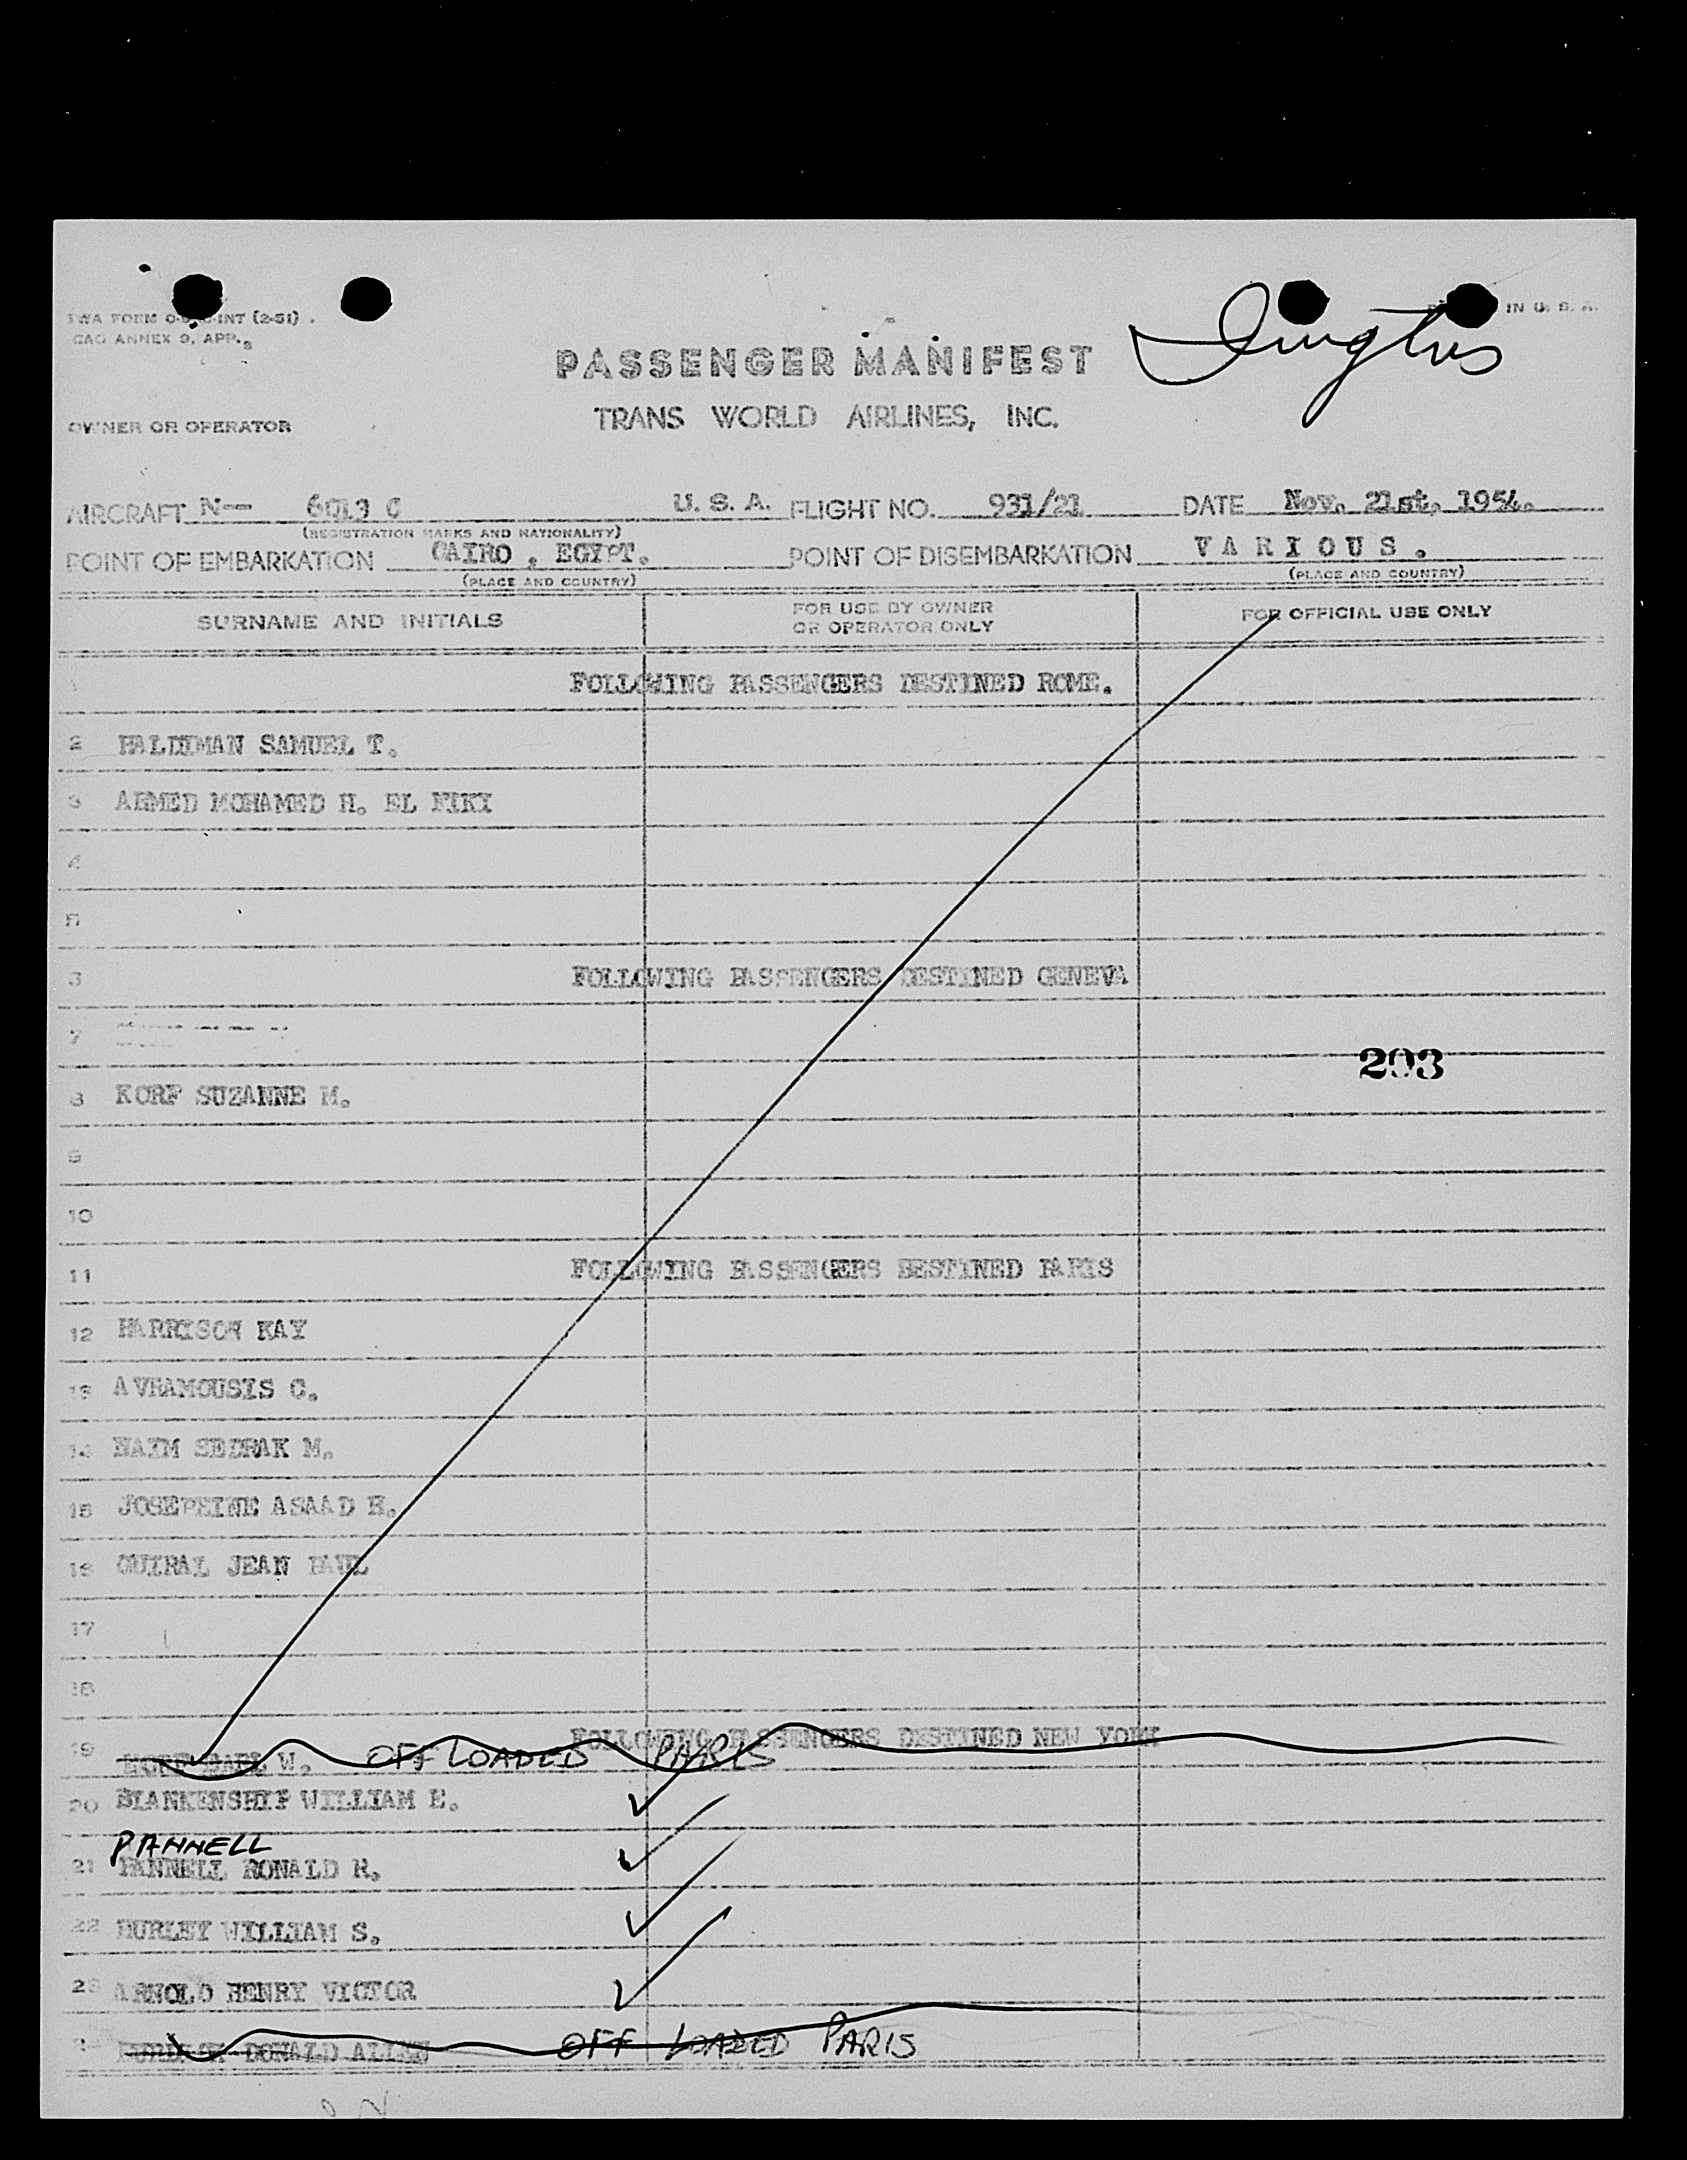 TWA FORM INT (2-51)
CAO ANNEX 9, APP.
IN U. S. A.
PASSENGER MANIFEST
OWNER OR OPERATOR
TRANS WORLD AIRLINES, INC.
AIRCRAFT N— 6013 C U. S. A. FLIGHT NO. 931/21 DATE Nov. 21st, 1954.
(REGISTRATION MARKS AND NATIONALITY)
POINT OF EMBARKATION CAIRO , EGYPT. POINT OF DISEMBARKATION VARIOUS.
(PLACE AND COUNTRY) (PLACE AND COUNTRY)
SURNAME AND INITIALS FOR USE BY OWNER OR OPERATOR ONLY FOR OFFICIAL USE ONLY
1 FOLLOWING PASSENGERS DESTINED ROME.
2 HALDIMAN SAMUEL T.
3 AHMED MOHAMED H. EL FIKI
4
5
6 FOLLOWING PASSENGERS DESTINED GENEVA
7
293
8 KORF SUZANNE M.
9
10
11 FOLLOWING PASSENGERS DESTINED PARIS
12 HARRISON KAY
13 AVRAMOUSIS C.
14 NAIM SEDRAK M.
15 JOSEPHINE ASAAD H.
16 GUIRAL JEAN PAUL
17
18
FOLLOWING PASSENGERS DESTINED NEW YORK
19 EARL W. OFF LOADED PARIS
20 BLANKENSHIP WILLIAM E.
PANNELL
21 PANNELL RONALD R.
22 HURLEY WILLIAM S.
23 ARNOLD HENRY VICTOR
DONALD ALLEN OFF LOADED PARIS